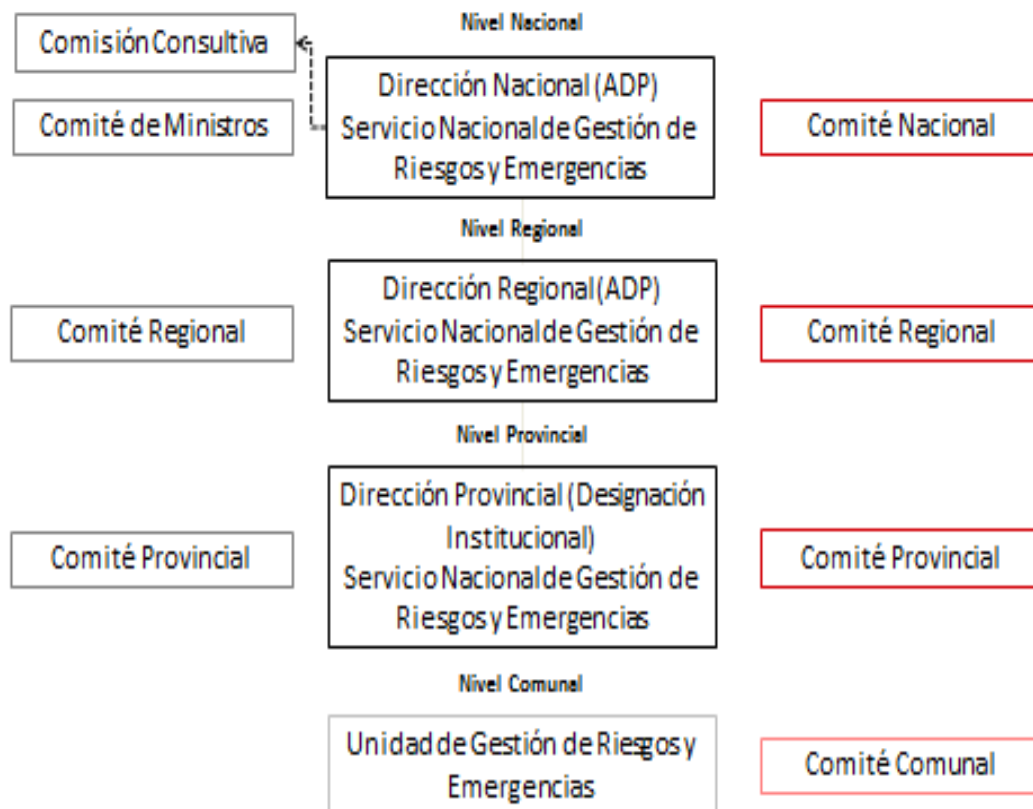 Nivel Nacional
Comisión Consultiva
Dirección Nacional (ADP)
Servicio Nacional de Gestión de
Riesgos y Emergencias
Comité de Ministros
Comité Nacional
Nivel Regional
Dirección Regional (ADP)
Servicio Nacional de Gestión de
Riesgos y Emergencias
Comité Regional
Comité Regional
Nivel Provincial
Dirección Provincial (Designación
Institucional)
Servicio Nacional de Gestión de
Riesgos y Emergencias
Comité Provincial
Comité Provincial
Nivel Comunal
Unidad de Gestión de Riesgos y
Emergencias
Comité Comunal